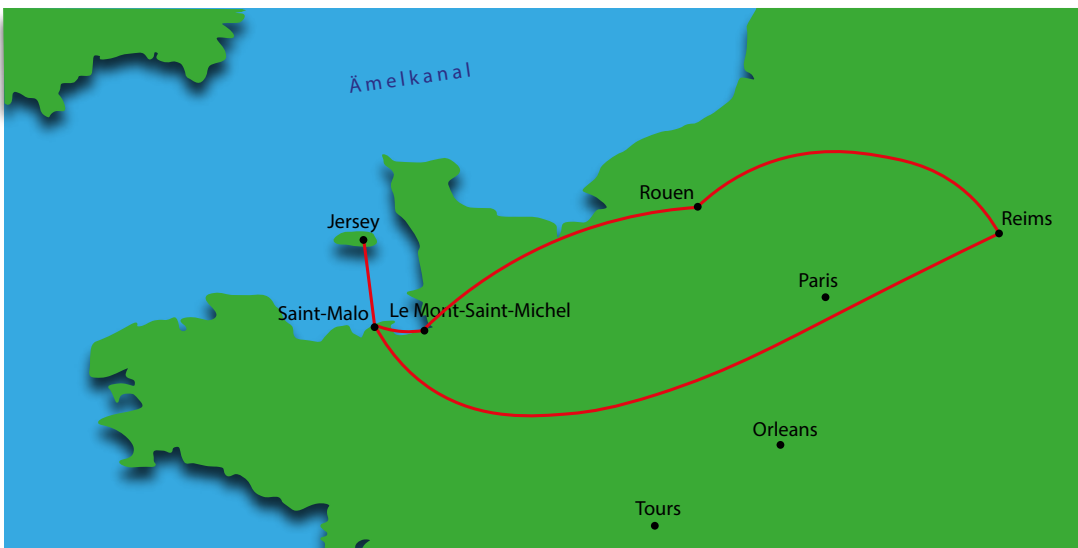 Ämelkanal
Rouen
Jersey
Reims
Paris
Saint-Malo
Le Mont-Saint-Michel
Orleans
Tours